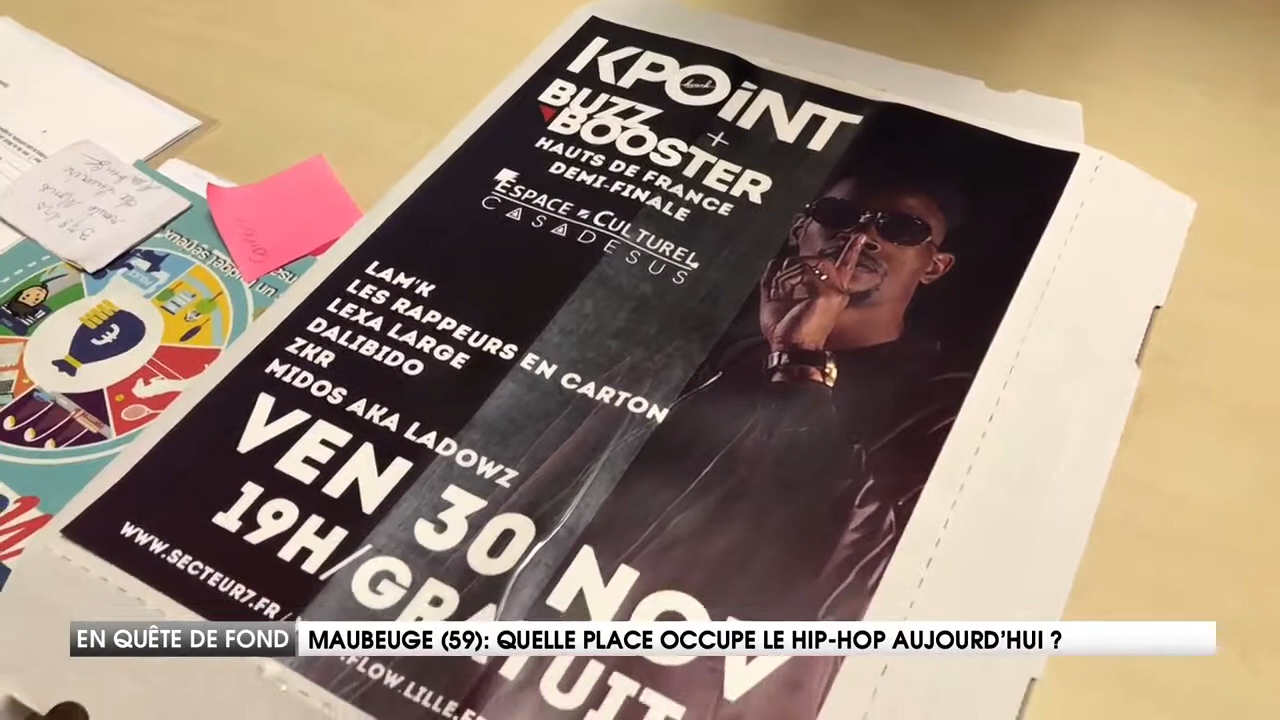 KPOiNT
+
BUZZ
BOOSTER
HAUTS DE FRANCE
DEMI-FINALE
ESPACE CULTUREL
CASADESUS
LAM'K
LES RAPPEURS EN CARTON
LEXA LARGE
DALIBIDO
ZKR
MIDOS AKA LADOWZ
VEN 30 NOV
19H/GRATUIT
WWW.SECTEUR7.FR /
.FLOW.LILLE.FR
EN QUÊTE DE FOND
MAUBEUGE (59): QUELLE PLACE OCCUPE LE HIP-HOP AUJOURD'HUI ?